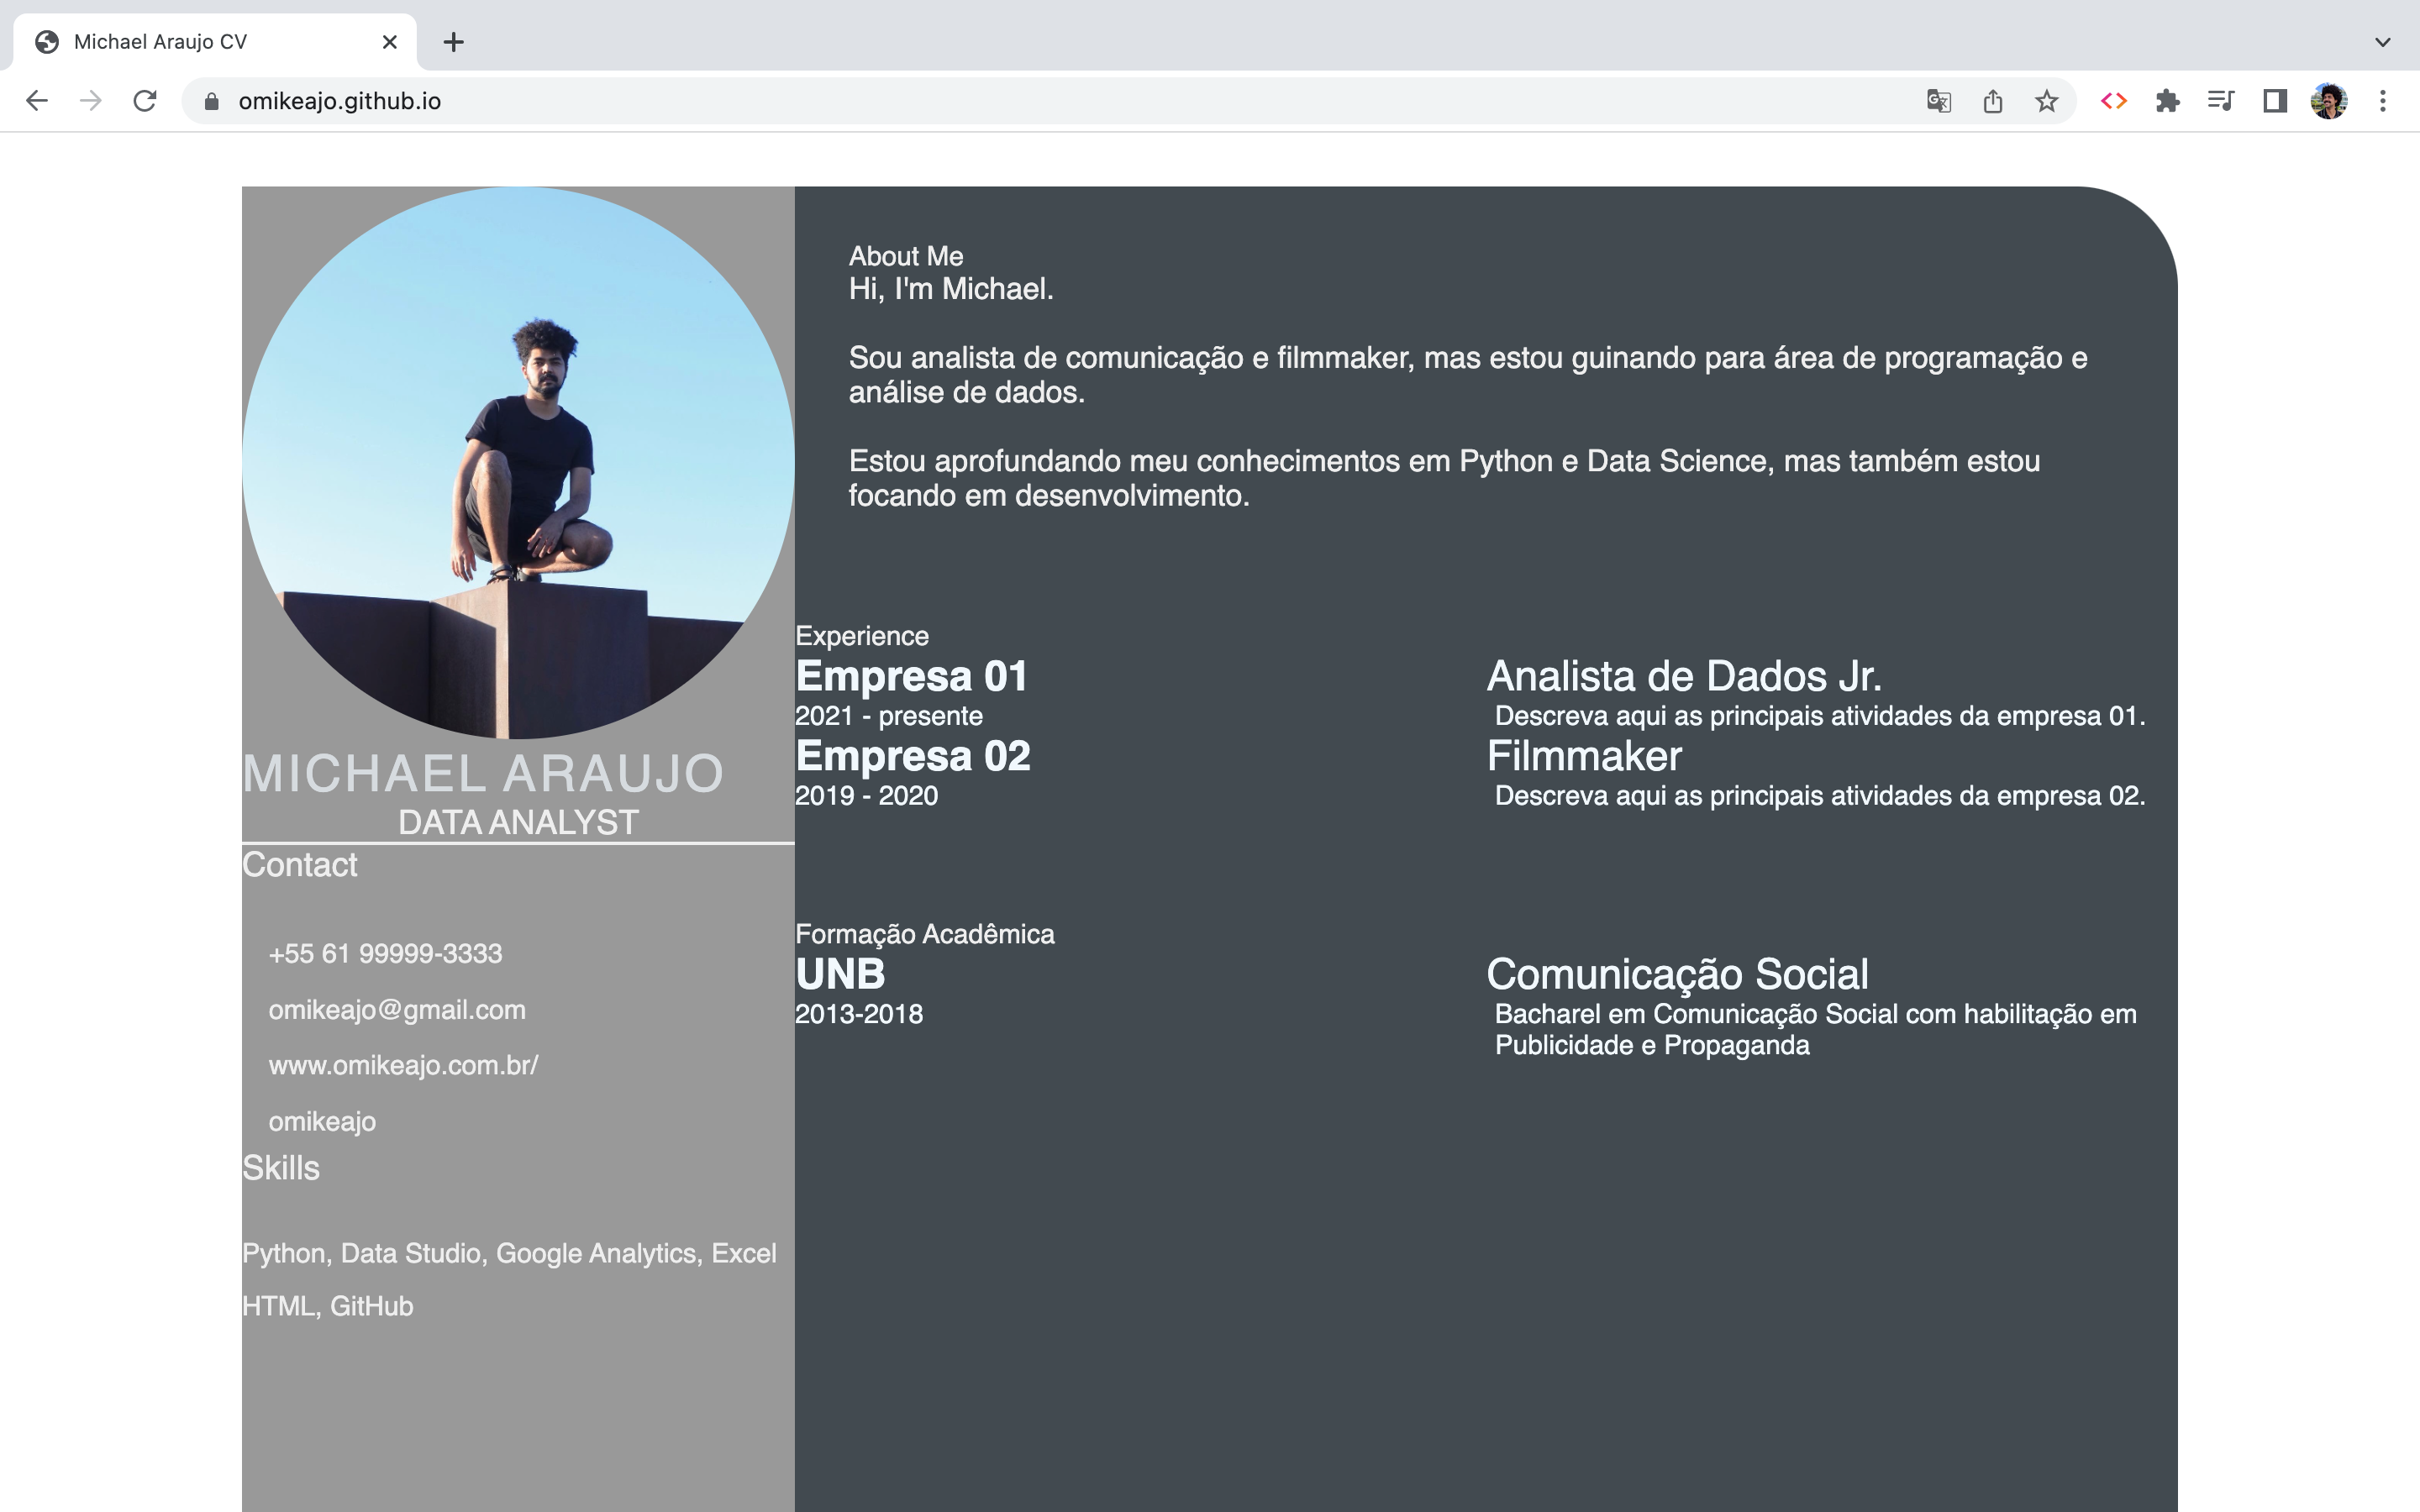 Michael Araujo CV
omikeajo.github.io
About Me
Hi, I'm Michael.
Sou analista de comunicação e filmmaker, mas estou guinando para área de programação e
análise de dados.
Estou aprofundando meu conhecimentos em Python e Data Science, mas também estou
focando em desenvolvimento.
MICHAEL ARAUJO
DATA ANALYST
Contact
+55 61 99999-3333
omikeajo@gmail.com
www.omikeajo.com.br/
omikeajo
Skills
Python, Data Studio, Google Analytics, Excel
HTML, GitHub
Experience
Empresa 01
2021 - presente
Analista de Dados Jr.
Descreva aqui as principais atividades da empresa 01.
Empresa 02
2019 - 2020
Filmmaker
Descreva aqui as principais atividades da empresa 02.
Formação Acadêmica
UNB
2013-2018
Comunicação Social
Bacharel em Comunicação Social com habilitação em
Publicidade e Propaganda